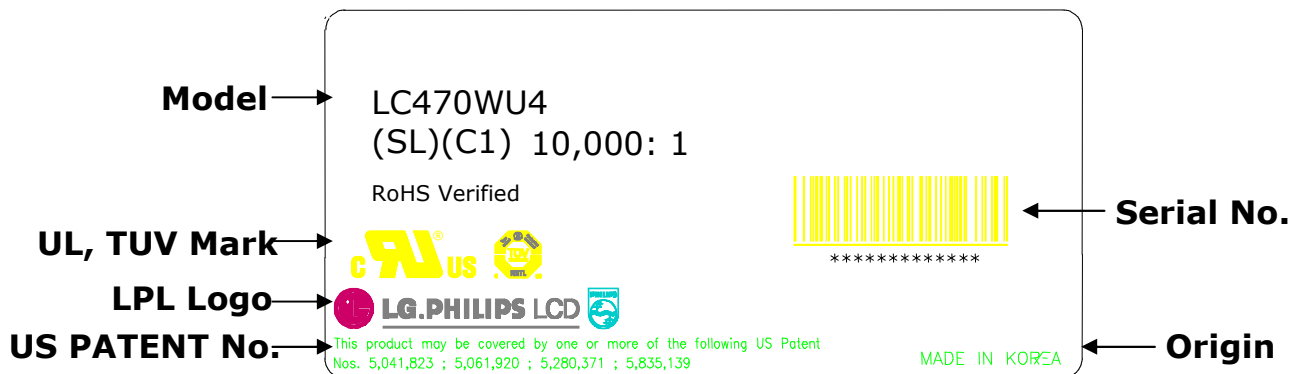 Model
LC470WU4
(SL)(C1) 10,000: 1
RoHS Verified
Serial No.
UL, TUV Mark
C US ®
*************
LPL Logo
LG.PHILIPS LCD
PHILIPS
US PATENT No.
This product may be covered by one or more of the following US Patent
Nos. 5,041,823 ; 5,061,920 ; 5,280,371 ; 5,835,139
MADE IN KOREA
Origin